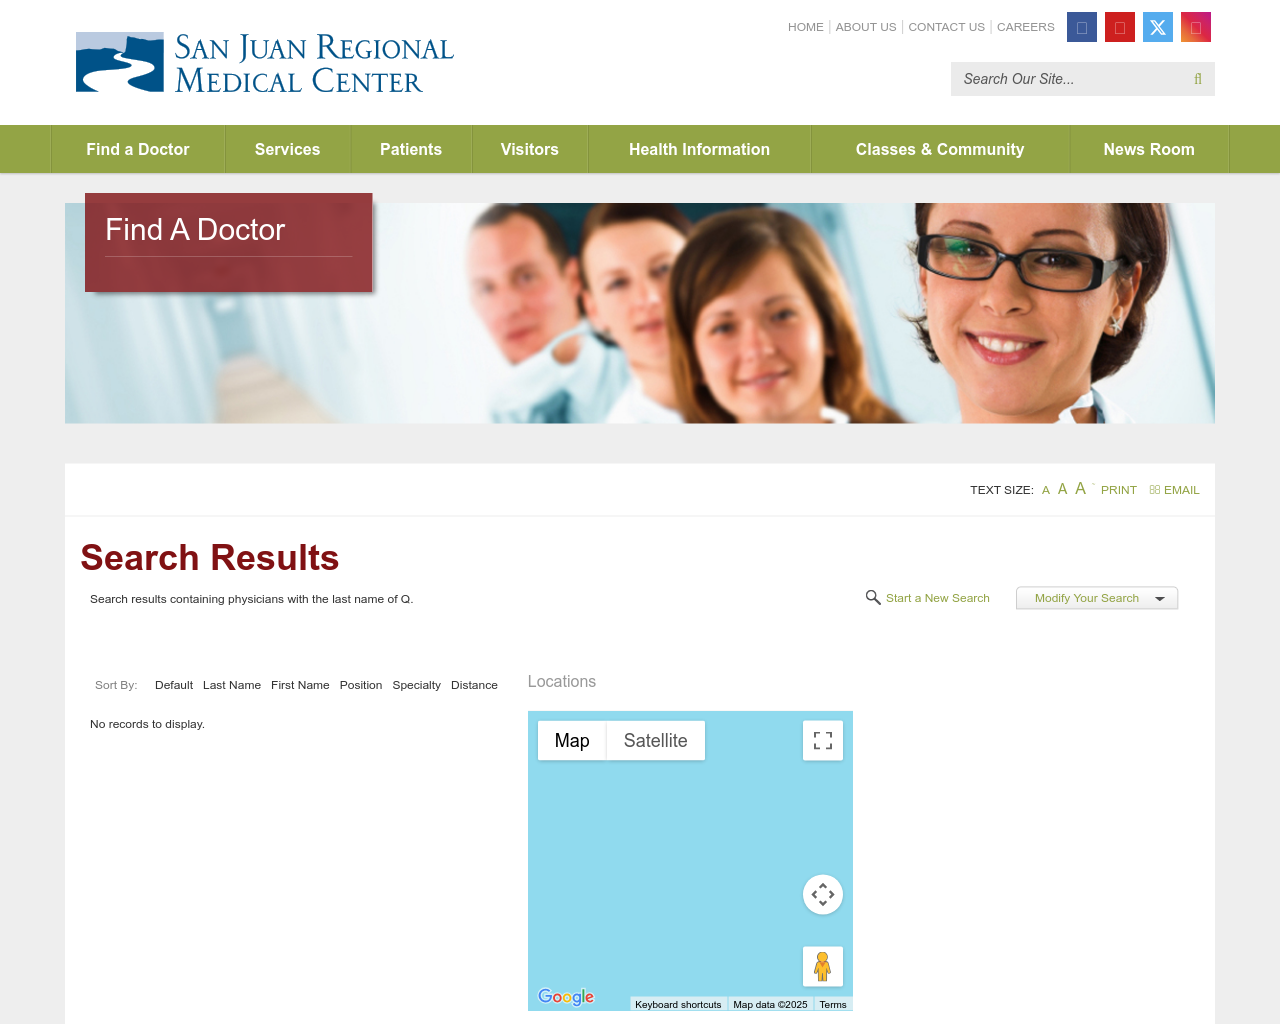 HOME ABOUT US CONTACT US CAREERS
SAN JUAN REGIONAL
MEDICAL CENTER
Search Our Site...
Find a Doctor Services Patients Visitors Health Information Classes & Community News Room
Find A Doctor
TEXT SIZE: A A A PRINT EMAIL
Search Results
Search results containing physicians with the last name of Q.
Start a New Search
Modify Your Search
Sort By: Default Last Name First Name Position Specialty Distance
Locations
No records to display.
Map Satellite
Google
Keyboard shortcuts Map data ©2025 Terms